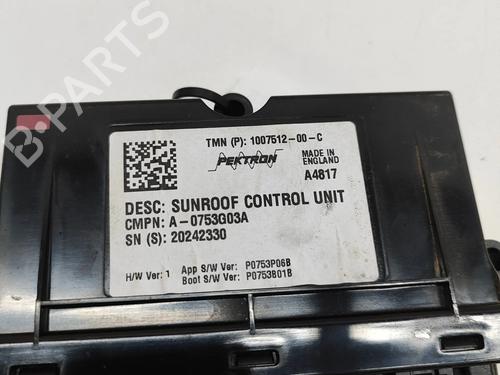 TMN (P): 1007512-00-C
PEKTRON
MADE IN
ENGLAND
A4817
DESC: SUNROOF CONTROL UNIT
CMPN: A-0753G03A
SN (S): 20242330
H/W Ver: 1 App S/W Ver: P0753P06B
Boot S/W Ver: P0753B01B
B-PARTS